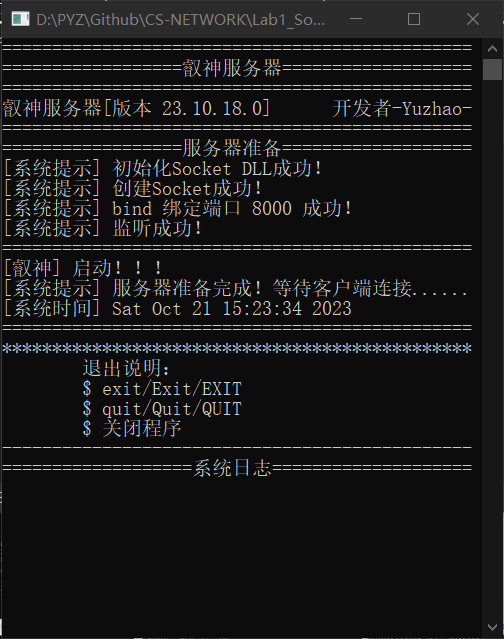 D:\PYZ\Github\CS-NETWORK\Lab1_So...
===============================================
==================叡神服务器===================
===============================================
叡神服务器[版本 23.10.18.0]      开发者-Yuzhao-
===============================================
==================服务器准备===================
[系统提示] 初始化Socket DLL成功!
[系统提示] 创建Socket成功!
[系统提示] bind 绑定端口 8000 成功!
[系统提示] 监听成功!
===============================================
[叡神] 启动!!!
[系统提示] 服务器准备完成! 等待客户端连接......
[系统时间] Sat Oct 21 15:23:34 2023
===============================================
***********************************************
        退出说明:
        $ exit/Exit/EXIT
        $ quit/Quit/QUIT
        $ 关闭程序
-----------------------------------------------
===================系统日志====================